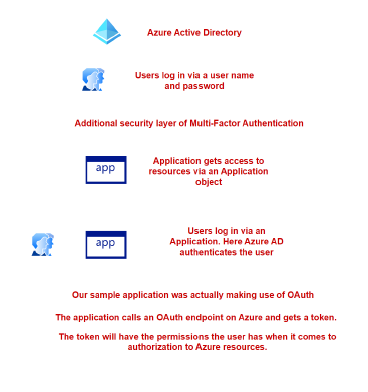 Azure Active Directory
Users log in via a user name
and password
Additional security layer of Multi-Factor Authentication
app
Application gets access to
resources via an Application
object
app
Users log in via an
Application. Here Azure AD
authenticates the user
Our sample application was actually making use of OAuth
The application calls an OAuth endpoint on Azure and gets a token.
The token will have the permissions the user has when it comes to
authorization to Azure resources.